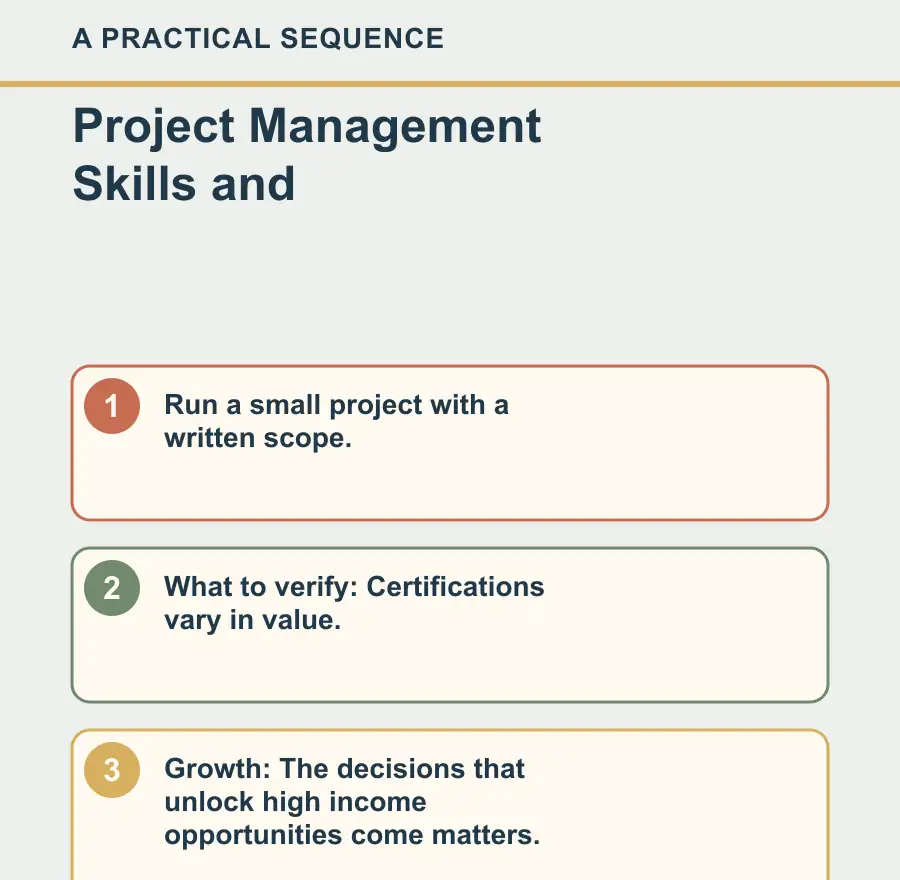 A PRACTICAL SEQUENCE
Project Management
Skills and
1
Run a small project with a
written scope.
2
What to verify: Certifications
vary in value.
3
Growth: The decisions that
unlock high income
opportunities come matters.